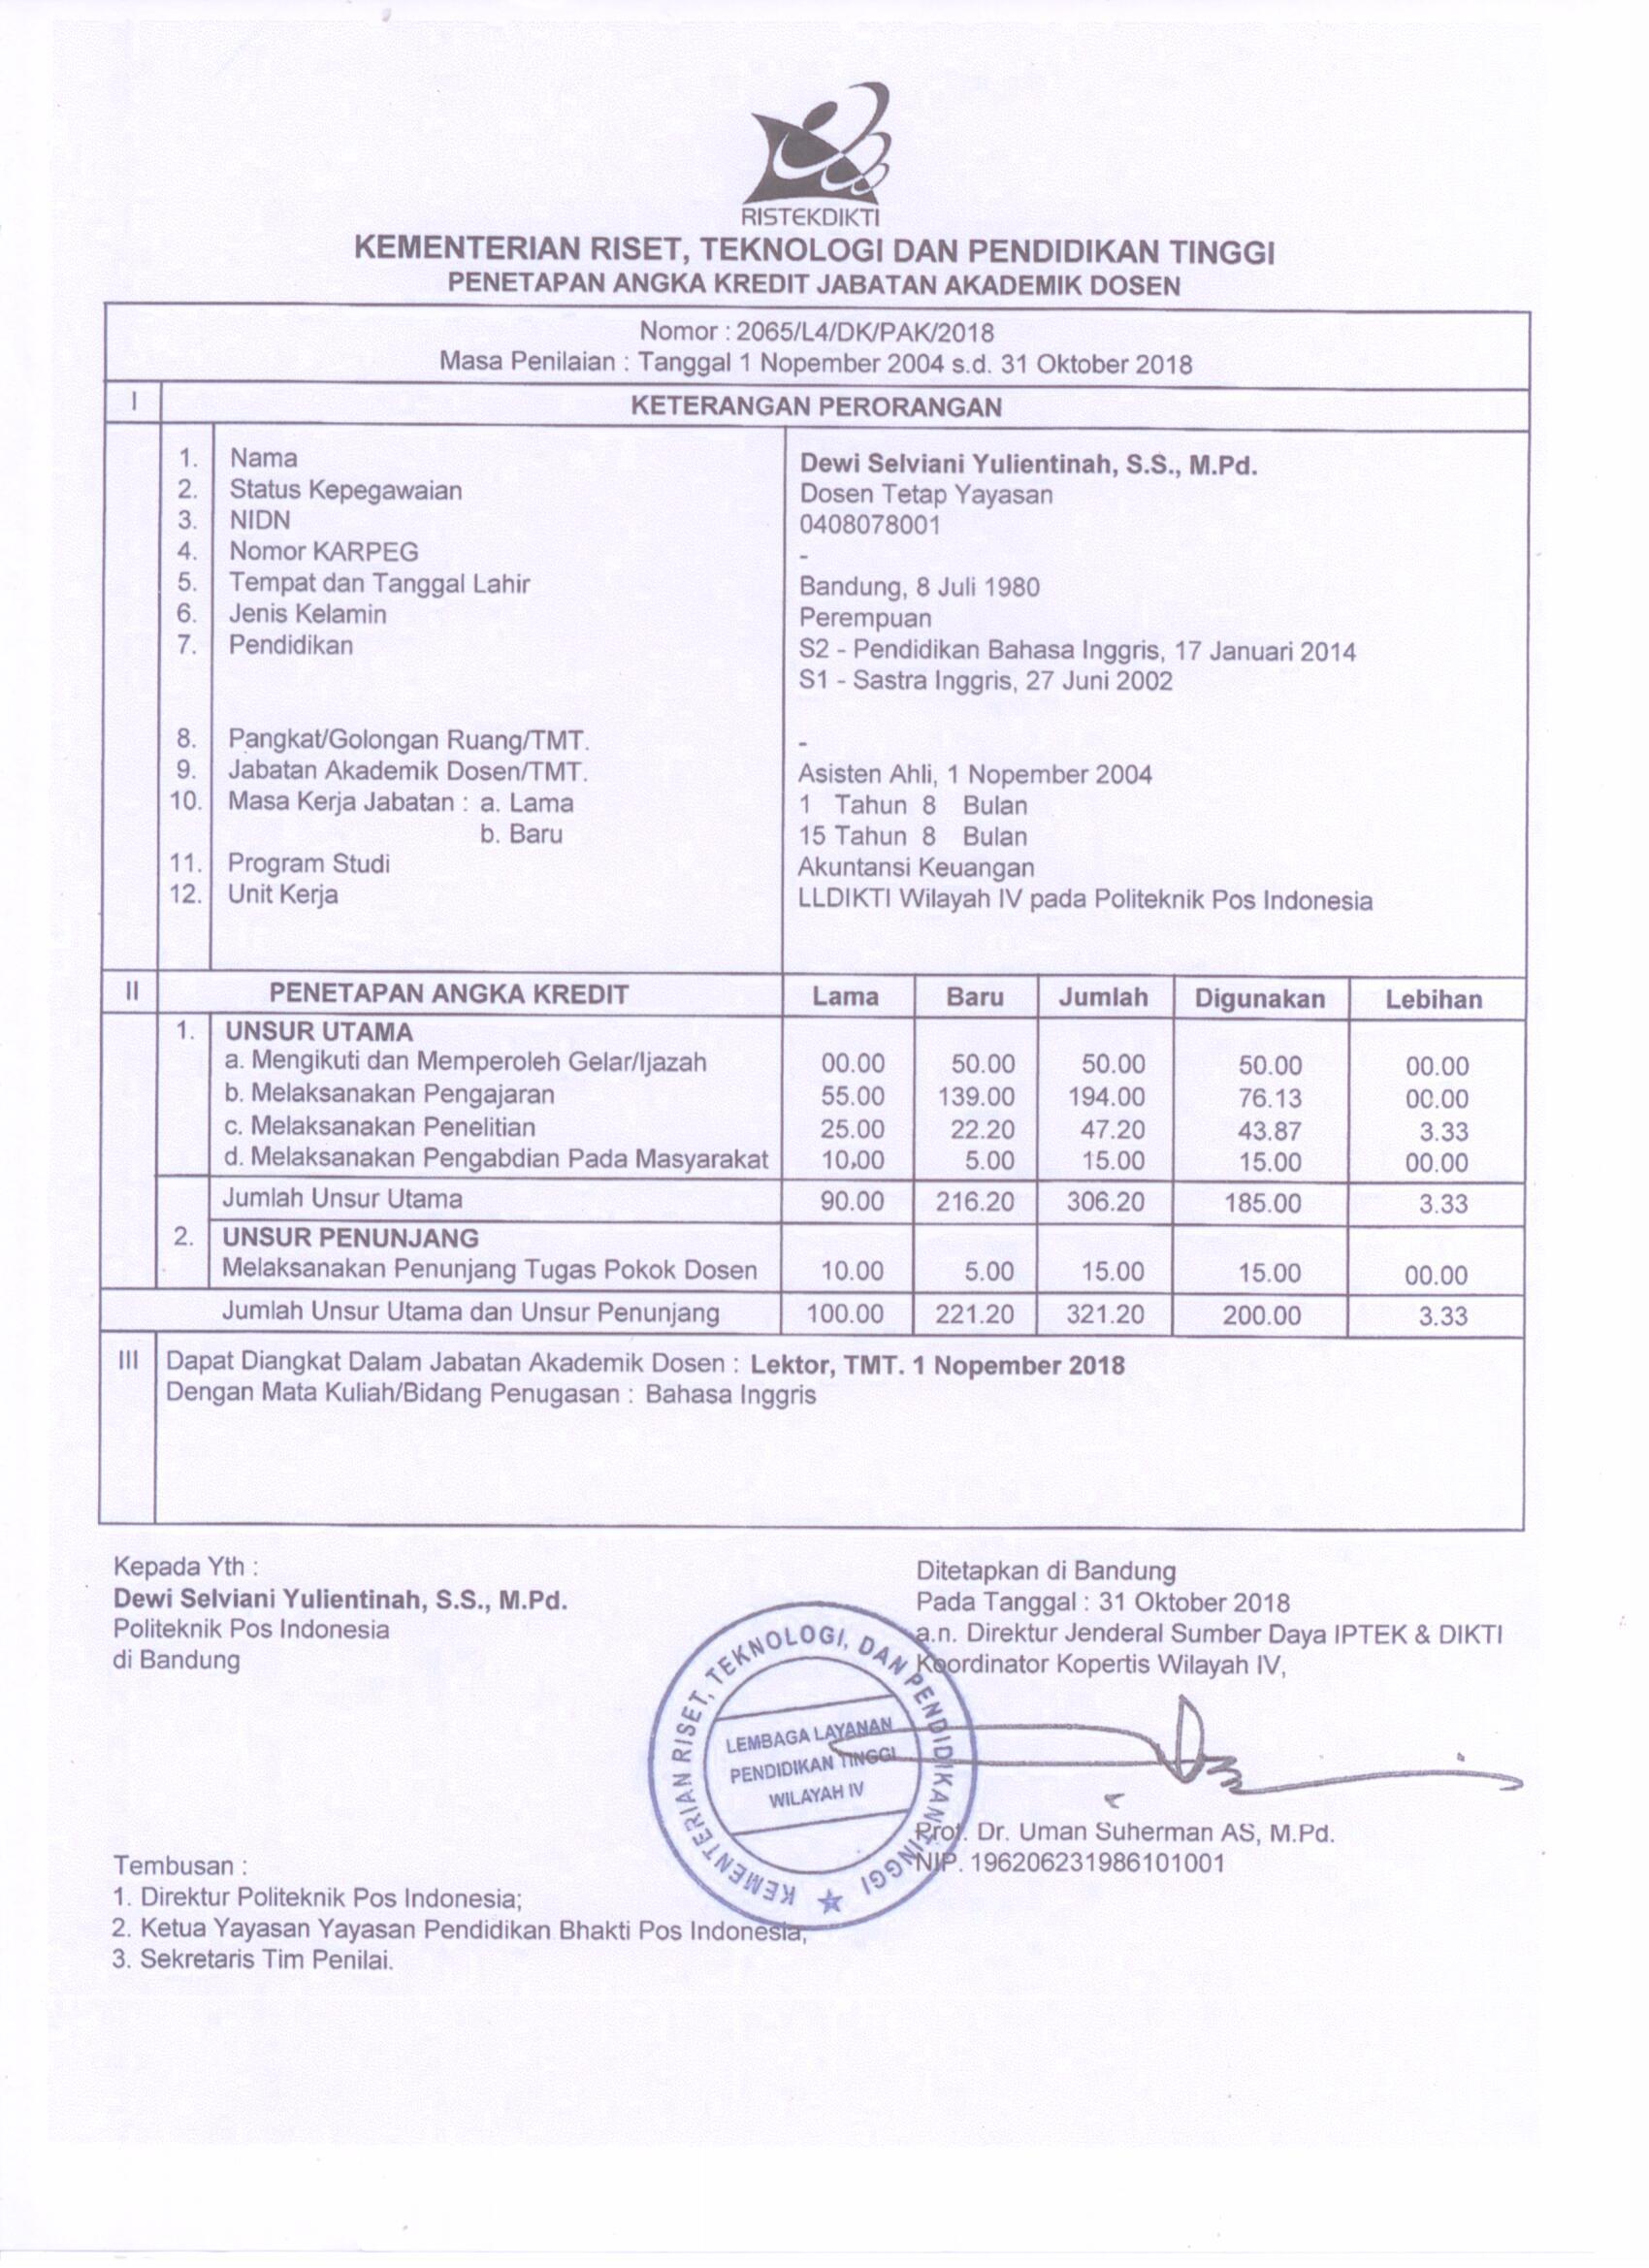 RISTEKDIKTI
KEMENTERIAN RISET, TEKNOLOGI DAN PENDIDIKAN TINGGI
PENETAPAN ANGKA KREDIT JABATAN AKADEMIK DOSEN
Nomor : 2065/L4/DK/PAK/2018
Masa Penilaian : Tanggal 1 Nopember 2004 s.d. 31 Oktober 2018
I KETERANGAN PERORANGAN
1. Nama Dewi Selviani Yulientinah, S.S., M.Pd.
2. Status Kepegawaian Dosen Tetap Yayasan
3. NIDN 0408078001
4. Nomor KARPEG -
5. Tempat dan Tanggal Lahir Bandung, 8 Juli 1980
6. Jenis Kelamin Perempuan
7. Pendidikan S2 - Pendidikan Bahasa Inggris, 17 Januari 2014
S1 - Sastra Inggris, 27 Juni 2002
8. Pangkat/Golongan Ruang/TMT. -
9. Jabatan Akademik Dosen/TMT. Asisten Ahli, 1 Nopember 2004
10. Masa Kerja Jabatan : a. Lama 1 Tahun 8 Bulan
b. Baru 15 Tahun 8 Bulan
11. Program Studi Akuntansi Keuangan
12. Unit Kerja LLDIKTI Wilayah IV pada Politeknik Pos Indonesia
II PENETAPAN ANGKA KREDIT Lama Baru Jumlah Digunakan Lebihan
1. UNSUR UTAMA
a. Mengikuti dan Memperoleh Gelar/Ijazah 00.00 50.00 50.00 50.00 00.00
b. Melaksanakan Pengajaran 55.00 139.00 194.00 76.13 00.00
c. Melaksanakan Penelitian 25.00 22.20 47.20 43.87 3.33
d. Melaksanakan Pengabdian Pada Masyarakat 10.00 5.00 15.00 15.00 00.00
Jumlah Unsur Utama 90.00 216.20 306.20 185.00 3.33
2. UNSUR PENUNJANG
Melaksanakan Penunjang Tugas Pokok Dosen 10.00 5.00 15.00 15.00 00.00
Jumlah Unsur Utama dan Unsur Penunjang 100.00 221.20 321.20 200.00 3.33
III Dapat Diangkat Dalam Jabatan Akademik Dosen : Lektor, TMT. 1 Nopember 2018
Dengan Mata Kuliah/Bidang Penugasan : Bahasa Inggris
Kepada Yth :
Dewi Selviani Yulientinah, S.S., M.Pd.
Politeknik Pos Indonesia
di Bandung
Ditetapkan di Bandung
Pada Tanggal : 31 Oktober 2018
a.n. Direktur Jenderal Sumber Daya IPTEK & DIKTI
Koordinator Kopertis Wilayah IV,
KEMENTERIAN RISET, TEKNOLOGI, DAN PENDIDIKAN TINGGI
LEMBAGA LAYANAN
PENDIDIKAN TINGGI
WILAYAH IV
Prof. Dr. Uman Suherman AS, M.Pd.
NIP. 196206231986101001
Tembusan :
1. Direktur Politeknik Pos Indonesia;
2. Ketua Yayasan Yayasan Pendidikan Bhakti Pos Indonesia;
3. Sekretaris Tim Penilai.